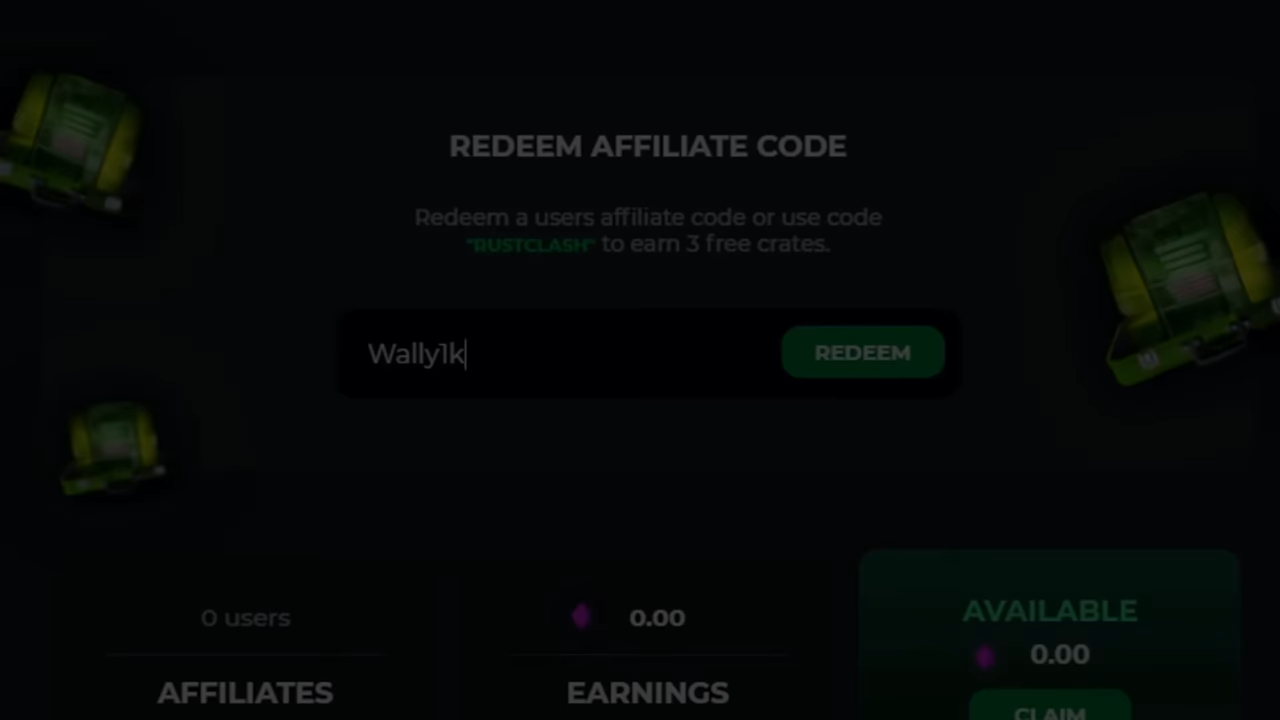 REDEEM AFFILIATE CODE
Redeem a users affiliate code or use code
"RUSTCLASH" to earn 3 free crates.
Wally1k
REDEEM
0 users
AFFILIATES
0.00
EARNINGS
AVAILABLE
0.00
CLAIM